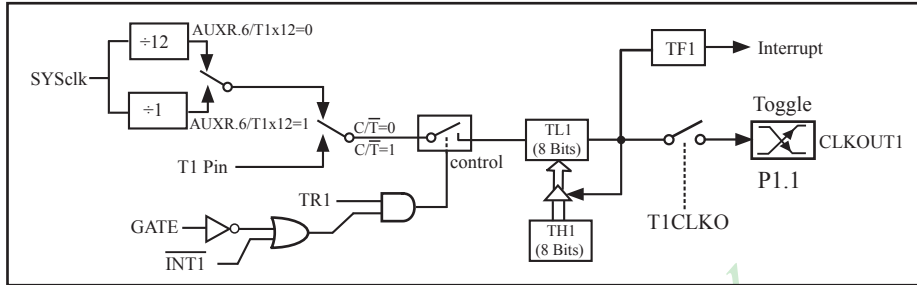 AUXR.6/T1x12=0
÷12
SYSclk
÷1
AUXR.6/T1x12=1
T1 Pin
C/T̅=0
C/T̅=1
control
TR1
GATE
I̅N̅T̅1̅
TL1
(8 Bits)
TH1
(8 Bits)
TF1
Interrupt
Toggle
CLKOUT1
P1.1
T1CLKO